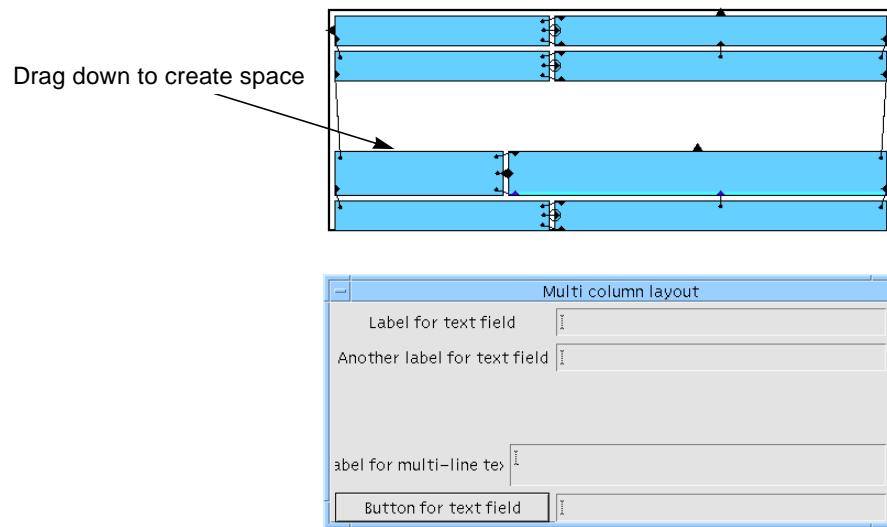 Drag down to create space
Multi column layout
Label for text field
Another label for text field
abel for multi-line tex
Button for text field